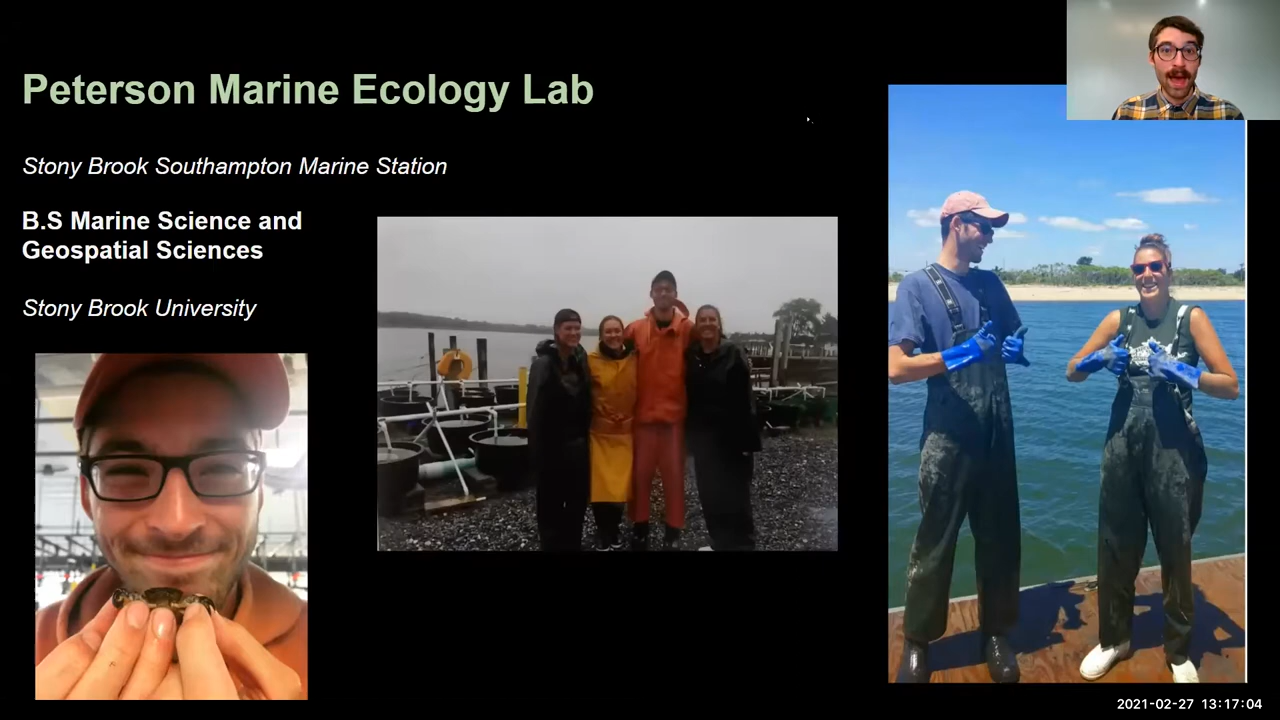 Peterson Marine Ecology Lab
Stony Brook Southampton Marine Station
B.S Marine Science and
Geospatial Sciences
Stony Brook University
2021-02-27 13:17:04